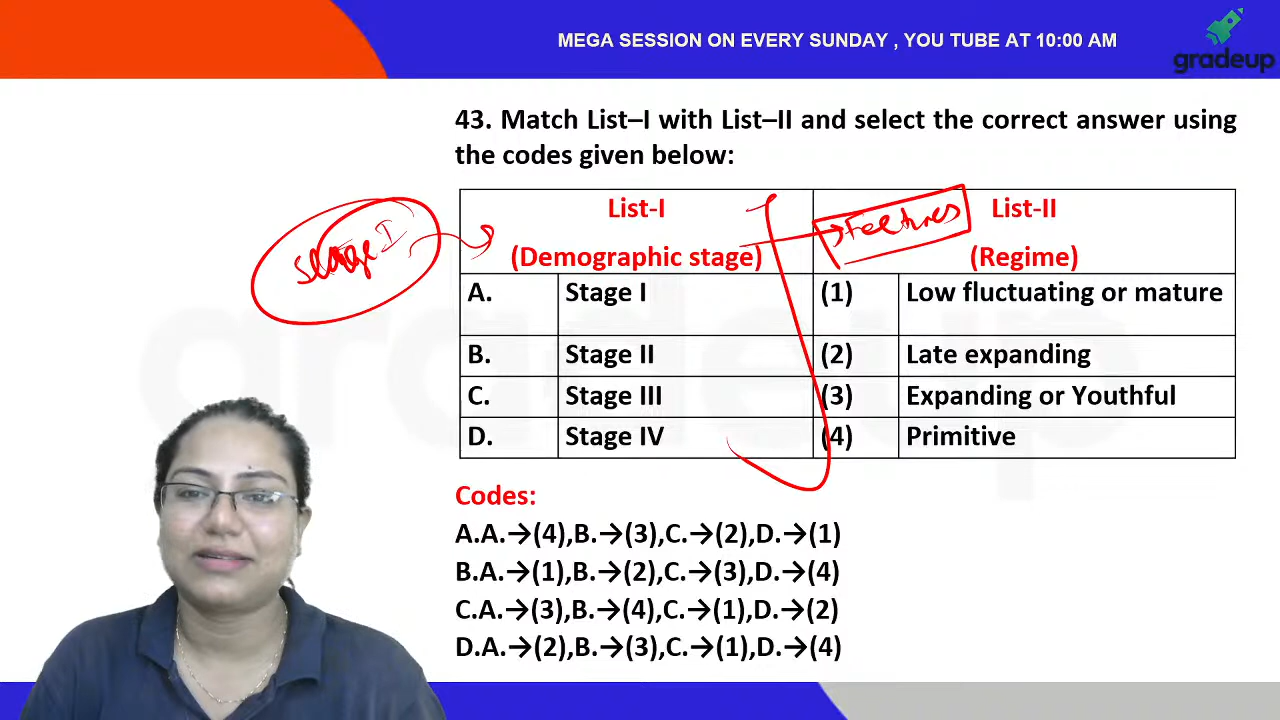 MEGA SESSION ON EVERY SUNDAY , YOU TUBE AT 10:00 AM
gradeup
43. Match List–I with List–II and select the correct answer using
the codes given below:
List-I
(Demographic stage)
Features
List-II
(Regime)
stage I
A. Stage I (1) Low fluctuating or mature
B. Stage II (2) Late expanding
C. Stage III (3) Expanding or Youthful
D. Stage IV (4) Primitive
gradeup
Codes:
A.A.→(4),B.→(3),C.→(2),D.→(1)
B.A.→(1),B.→(2),C.→(3),D.→(4)
C.A.→(3),B.→(4),C.→(1),D.→(2)
D.A.→(2),B.→(3),C.→(1),D.→(4)